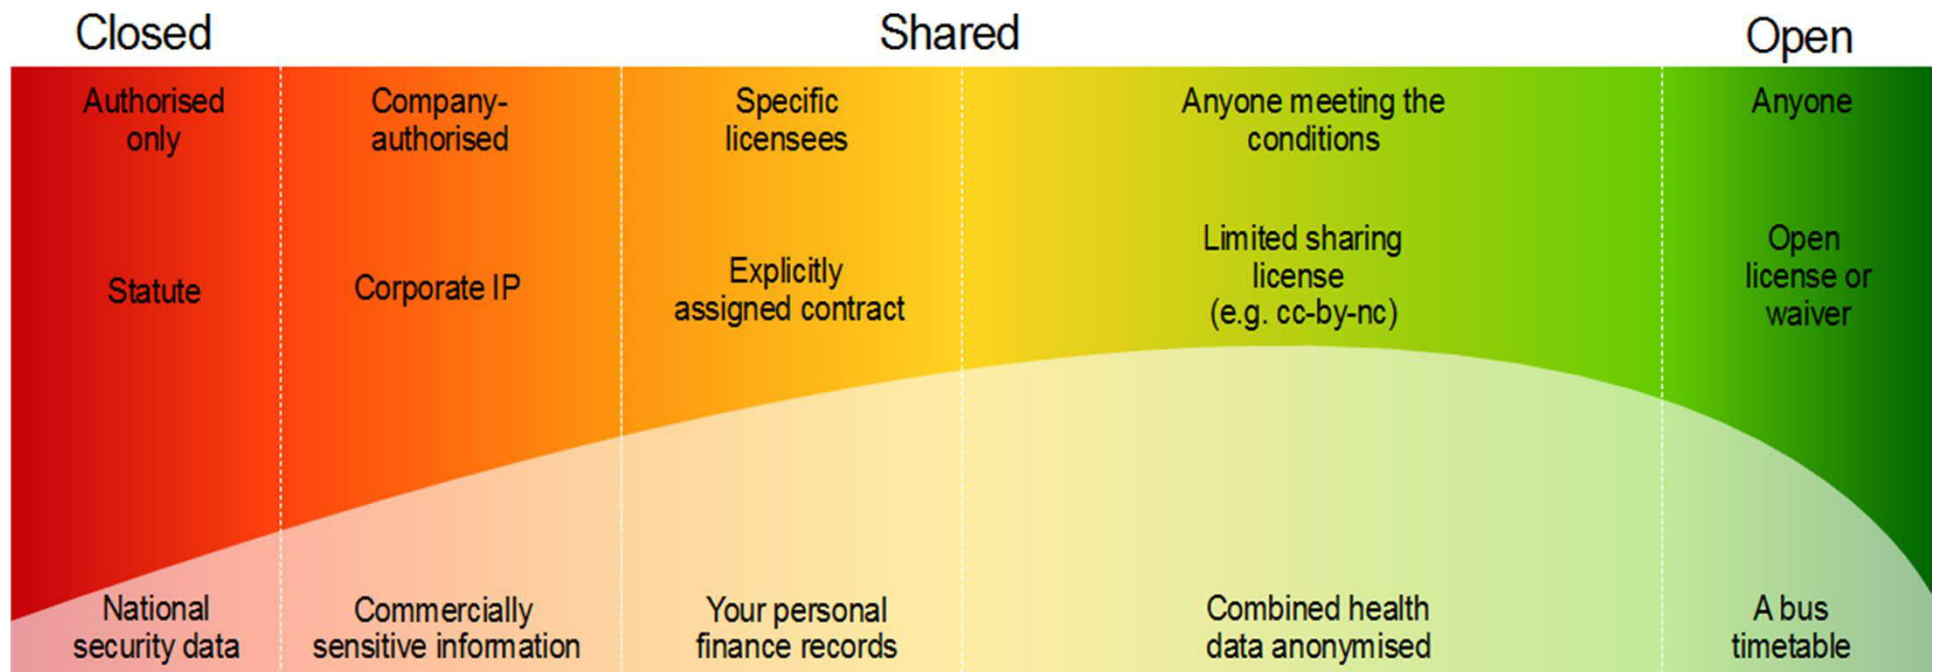 Closed
Shared
Open
Authorised
only
Company-
authorised
Specific
licensees
Anyone meeting the
conditions
Anyone
Statute
Corporate IP
Explicitly
assigned contract
Limited sharing
license
(e.g. cc-by-nc)
Open
license or
waiver
National
security data
Commercially
sensitive information
Your personal
finance records
Combined health
data anonymised
A bus
timetable